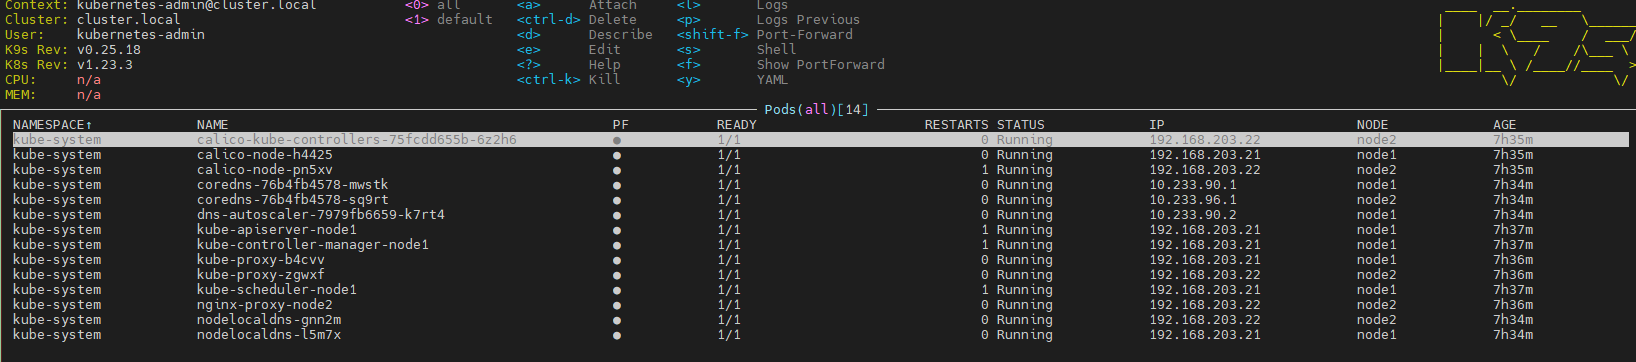 Context: kubernetes-admin@cluster.local <0> all <a> Attach <l> Logs
Cluster: cluster.local <1> default <ctrl-d> Delete <p> Logs Previous
User: kubernetes-admin <d> Describe <shift-f> Port-Forward
K9s Rev: v0.25.18 <e> Edit <s> Shell
K8s Rev: v1.23.3 <?> Help <f> Show PortForward
CPU: n/a <ctrl-k> Kill <y> YAML
MEM: n/a
Pods(all)[14]
NAMESPACE↑ NAME PF READY RESTARTS STATUS IP NODE AGE
kube-system calico-kube-controllers-75fcdd655b-6z2h6 ● 1/1 0 Running 192.168.203.22 node2 7h35m
kube-system calico-node-h4425 ● 1/1 0 Running 192.168.203.21 node1 7h35m
kube-system calico-node-pn5xv ● 1/1 1 Running 192.168.203.22 node2 7h35m
kube-system coredns-76b4fb4578-mwstk ● 1/1 0 Running 10.233.90.1 node1 7h34m
kube-system coredns-76b4fb4578-sq9rt ● 1/1 0 Running 10.233.96.1 node2 7h34m
kube-system dns-autoscaler-7979fb6659-k7rt4 ● 1/1 0 Running 10.233.90.2 node1 7h34m
kube-system kube-apiserver-node1 ● 1/1 1 Running 192.168.203.21 node1 7h37m
kube-system kube-controller-manager-node1 ● 1/1 1 Running 192.168.203.21 node1 7h37m
kube-system kube-proxy-b4cvv ● 1/1 0 Running 192.168.203.21 node1 7h36m
kube-system kube-proxy-zgwxf ● 1/1 0 Running 192.168.203.22 node2 7h36m
kube-system kube-scheduler-node1 ● 1/1 1 Running 192.168.203.21 node1 7h37m
kube-system nginx-proxy-node2 ● 1/1 0 Running 192.168.203.22 node2 7h36m
kube-system nodelocaldns-gnn2m ● 1/1 0 Running 192.168.203.22 node2 7h34m
kube-system nodelocaldns-l5m7x ● 1/1 0 Running 192.168.203.21 node1 7h34m